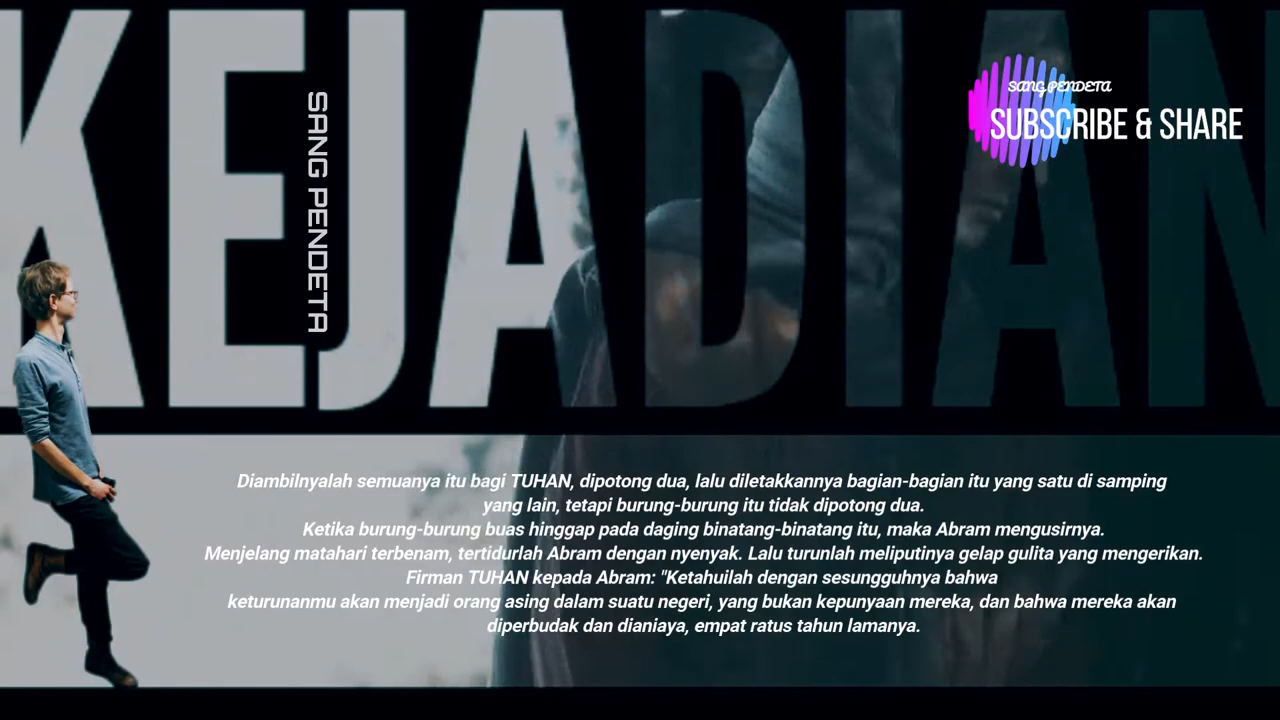 KEJADIAN
SANG PENDETA
SANG PENDETA
SUBSCRIBE & SHARE
Diambilnyalah semuanya itu bagi TUHAN, dipotong dua, lalu diletakkannya bagian-bagian itu yang satu di samping
yang lain, tetapi burung-burung itu tidak dipotong dua.
Ketika burung-burung buas hinggap pada daging binatang-binatang itu, maka Abram mengusirnya.
Menjelang matahari terbenam, tertidurlah Abram dengan nyenyak. Lalu turunlah meliputinya gelap gulita yang mengerikan.
Firman TUHAN kepada Abram: "Ketahuilah dengan sesungguhnya bahwa
keturunanmu akan menjadi orang asing dalam suatu negeri, yang bukan kepunyaan mereka, dan bahwa mereka akan
diperbudak dan dianiaya, empat ratus tahun lamanya.